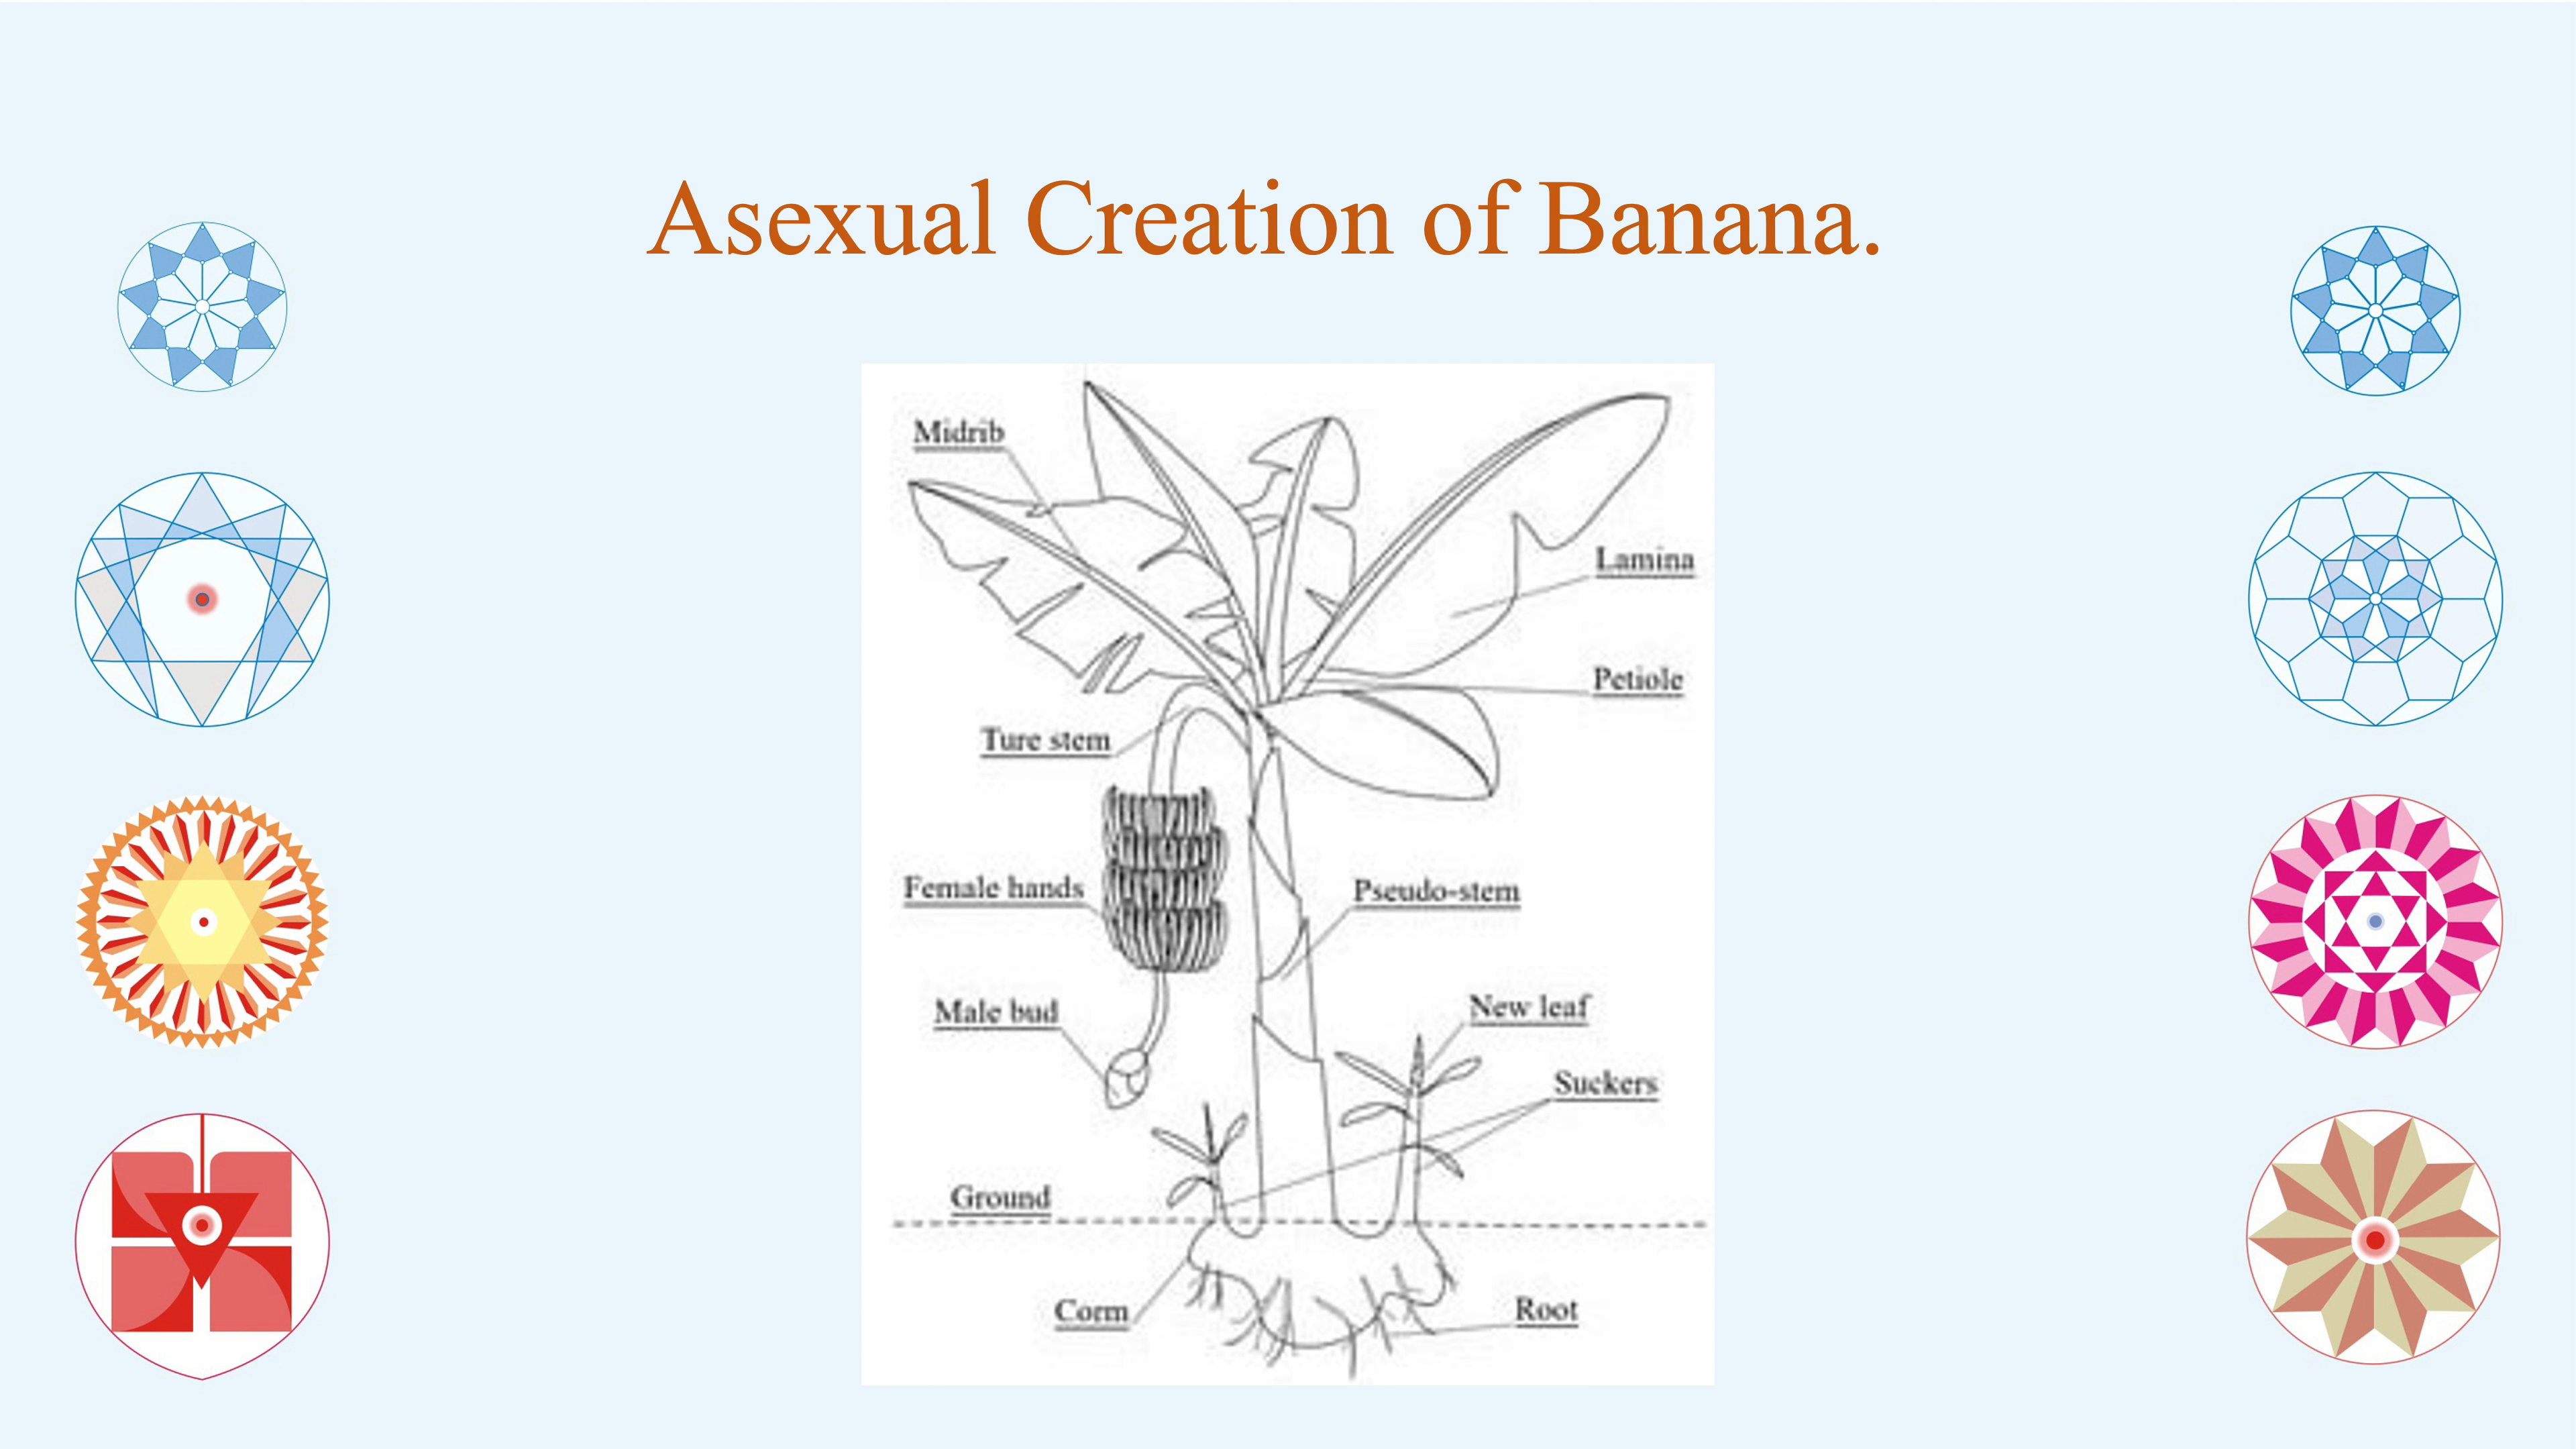 Asexual Creation of Banana.
Midrib
Lamina
Petiole
Ture stem
Female hands
Pseudo-stem
Male bud
New leaf
Suckers
Ground
Corm
Root